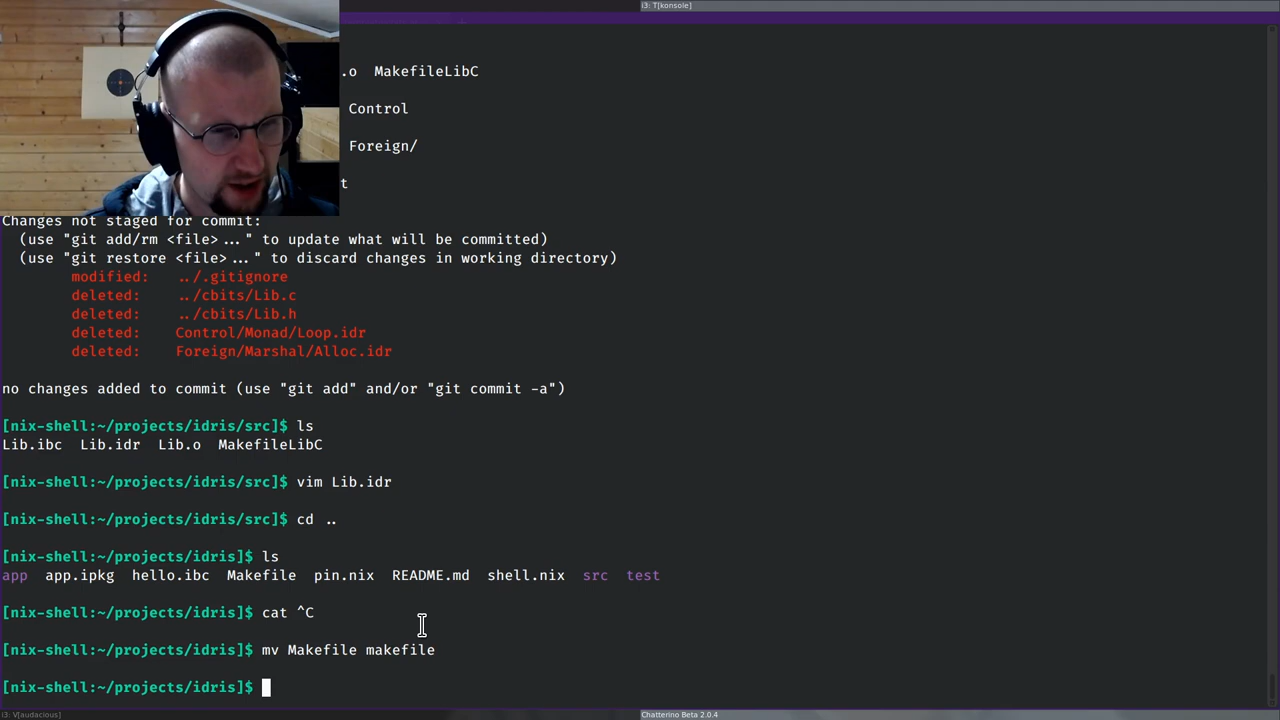 i3: T[konsole]
.o  MakefileLibC
Control
Foreign/
t
Changes not staged for commit:
  (use "git add/rm <file>..." to update what will be committed)
  (use "git restore <file>..." to discard changes in working directory)
        modified:   ../.gitignore
        deleted:    ../cbits/Lib.c
        deleted:    ../cbits/Lib.h
        deleted:    Control/Monad/Loop.idr
        deleted:    Foreign/Marshal/Alloc.idr
no changes added to commit (use "git add" and/or "git commit -a")
[nix-shell:~/projects/idris/src]$ ls
Lib.ibc  Lib.idr  Lib.o  MakefileLibC
[nix-shell:~/projects/idris/src]$ vim Lib.idr
[nix-shell:~/projects/idris/src]$ cd ..
[nix-shell:~/projects/idris]$ ls
app  app.ipkg  hello.ibc  Makefile  pin.nix  README.md  shell.nix  src  test
[nix-shell:~/projects/idris]$ cat ^C
[nix-shell:~/projects/idris]$ mv Makefile makefile
[nix-shell:~/projects/idris]$
i3: V[audacious]
Chatterino Beta 2.0.4